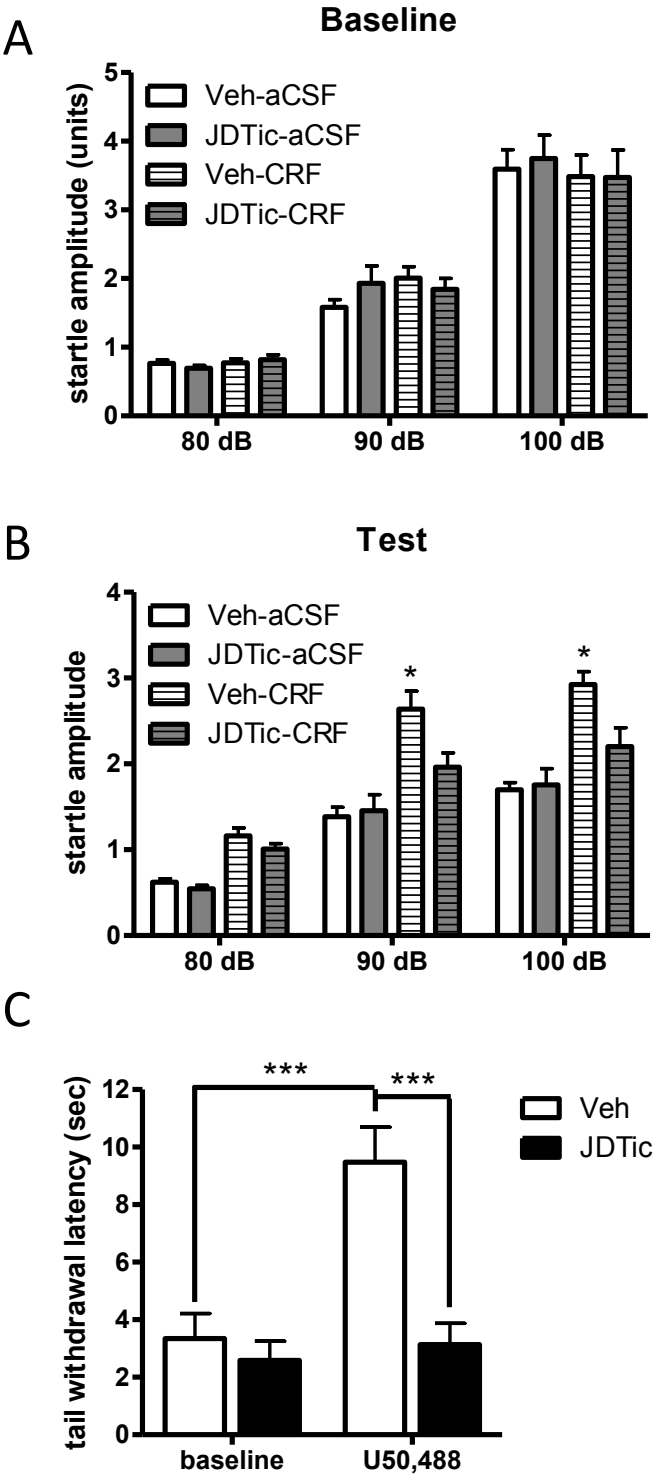 A
Baseline
startle amplitude (units)
5
4
3
2
1
0
Veh-aCSF
JDTic-aCSF
Veh-CRF
JDTic-CRF
80 dB
90 dB
100 dB
B
Test
startle amplitude
4
3
2
1
0
Veh-aCSF
JDTic-aCSF
Veh-CRF
JDTic-CRF
*
*
80 dB
90 dB
100 dB
C
tail withdrawal latency (sec)
12
10
8
6
4
2
0
***
***
Veh
JDTic
baseline
U50,488